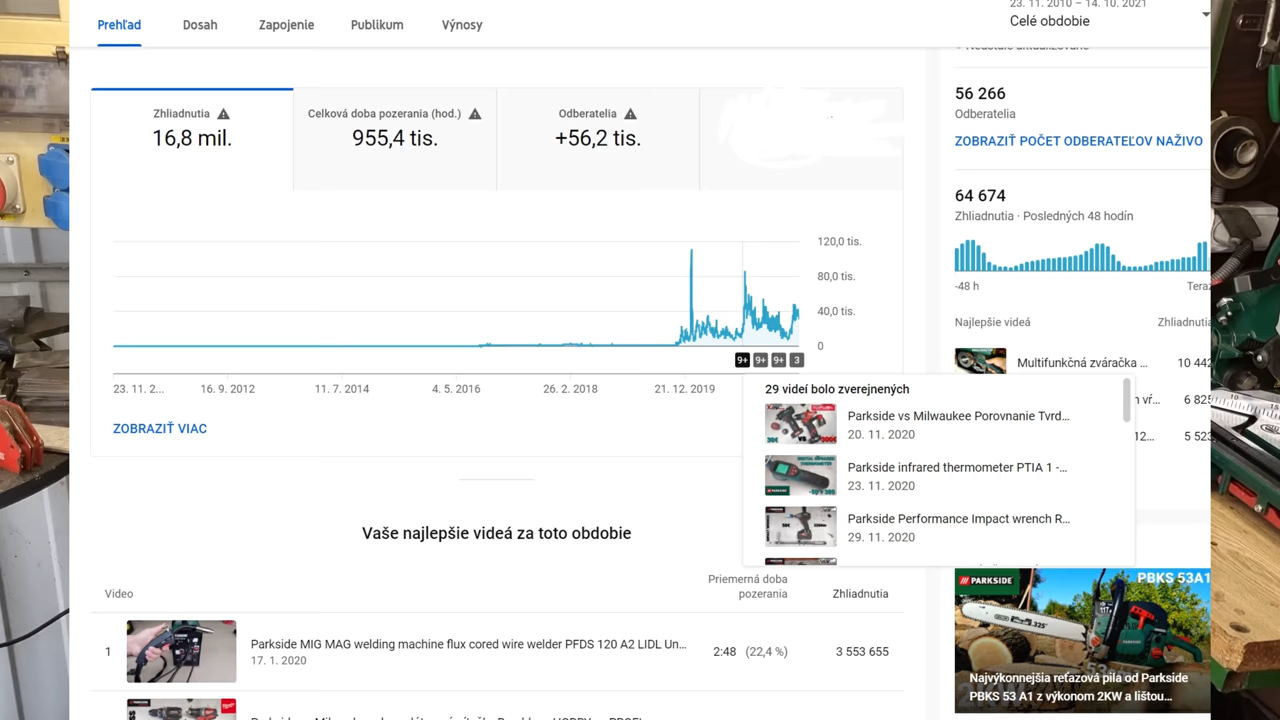 Prehľad
Dosah
Zapojenie
Publikum
Výnosy
23. 11. 2010 – 14. 10. 2021
Celé obdobie
Zhliadnutia
16,8 mil.
Celková doba pozerania (hod.)
955,4 tis.
Odberatelia
+56,2 tis.
120,0 tis.
80,0 tis.
40,0 tis.
0
9+
9+
9+
3
23. 11. 2...
16. 9. 2012
11. 7. 2014
4. 5. 2016
26. 2. 2018
21. 12. 2019
ZOBRAZIŤ VIAC
29 videí bolo zverejnených
Parkside vs Milwaukee Porovnanie Tvrd...
20. 11. 2020
Parkside infrared thermometer PTIA 1 -...
23. 11. 2020
Parkside Performance Impact wrench R...
29. 11. 2020
Vaše najlepšie videá za toto obdobie
Video
Priemerná doba
pozerania
Zhliadnutia
1
Parkside MIG MAG welding machine flux cored wire welder PFDS 120 A2 LIDL Un...
17. 1. 2020
2:48 (22,4 %)
3 553 655
56 266
Odberatelia
ZOBRAZIŤ POČET ODBERATEĽOV NAŽIVO
64 674
Zhliadnutia · Posledných 48 hodín
-48 h
Teraz
Najlepšie videá
Zhliadnutia
Multifunkčná zváračka ...
10 442
PARKSIDE
PBKS 53A1
.325"
Najvýkonnejšia reťazová pila od Parkside
PBKS 53 A1 z výkonom 2KW a lištou...